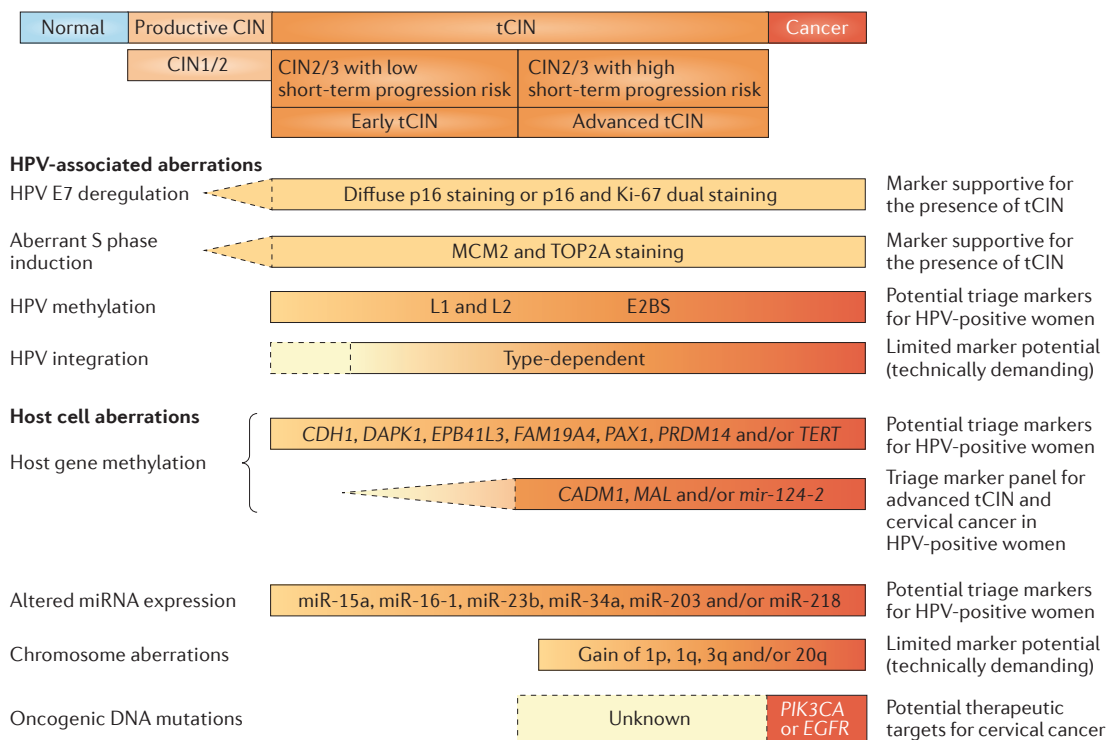 Normal
Productive CIN
tCIN
Cancer
CIN1/2
CIN2/3 with low
short-term progression risk
CIN2/3 with high
short-term progression risk
Early tCIN
Advanced tCIN
HPV-associated aberrations
HPV E7 deregulation
Diffuse p16 staining or p16 and Ki-67 dual staining
Marker supportive for
the presence of tCIN
Aberrant S phase
induction
MCM2 and TOP2A staining
Marker supportive for
the presence of tCIN
HPV methylation
L1 and L2
E2BS
Potential triage markers
for HPV-positive women
HPV integration
Type-dependent
Limited marker potential
(technically demanding)
Host cell aberrations
Host gene methylation
CDH1, DAPK1, EPB41L3, FAM19A4, PAX1, PRDM14 and/or TERT
Potential triage markers
for HPV-positive women
CADM1, MAL and/or mir-124-2
Triage marker panel for
advanced tCIN and
cervical cancer in
HPV-positive women
Altered miRNA expression
miR-15a, miR-16-1, miR-23b, miR-34a, miR-203 and/or miR-218
Potential triage markers
for HPV-positive women
Chromosome aberrations
Gain of 1p, 1q, 3q and/or 20q
Limited marker potential
(technically demanding)
Oncogenic DNA mutations
Unknown
PIK3CA
or EGFR
Potential therapeutic
targets for cervical cancer